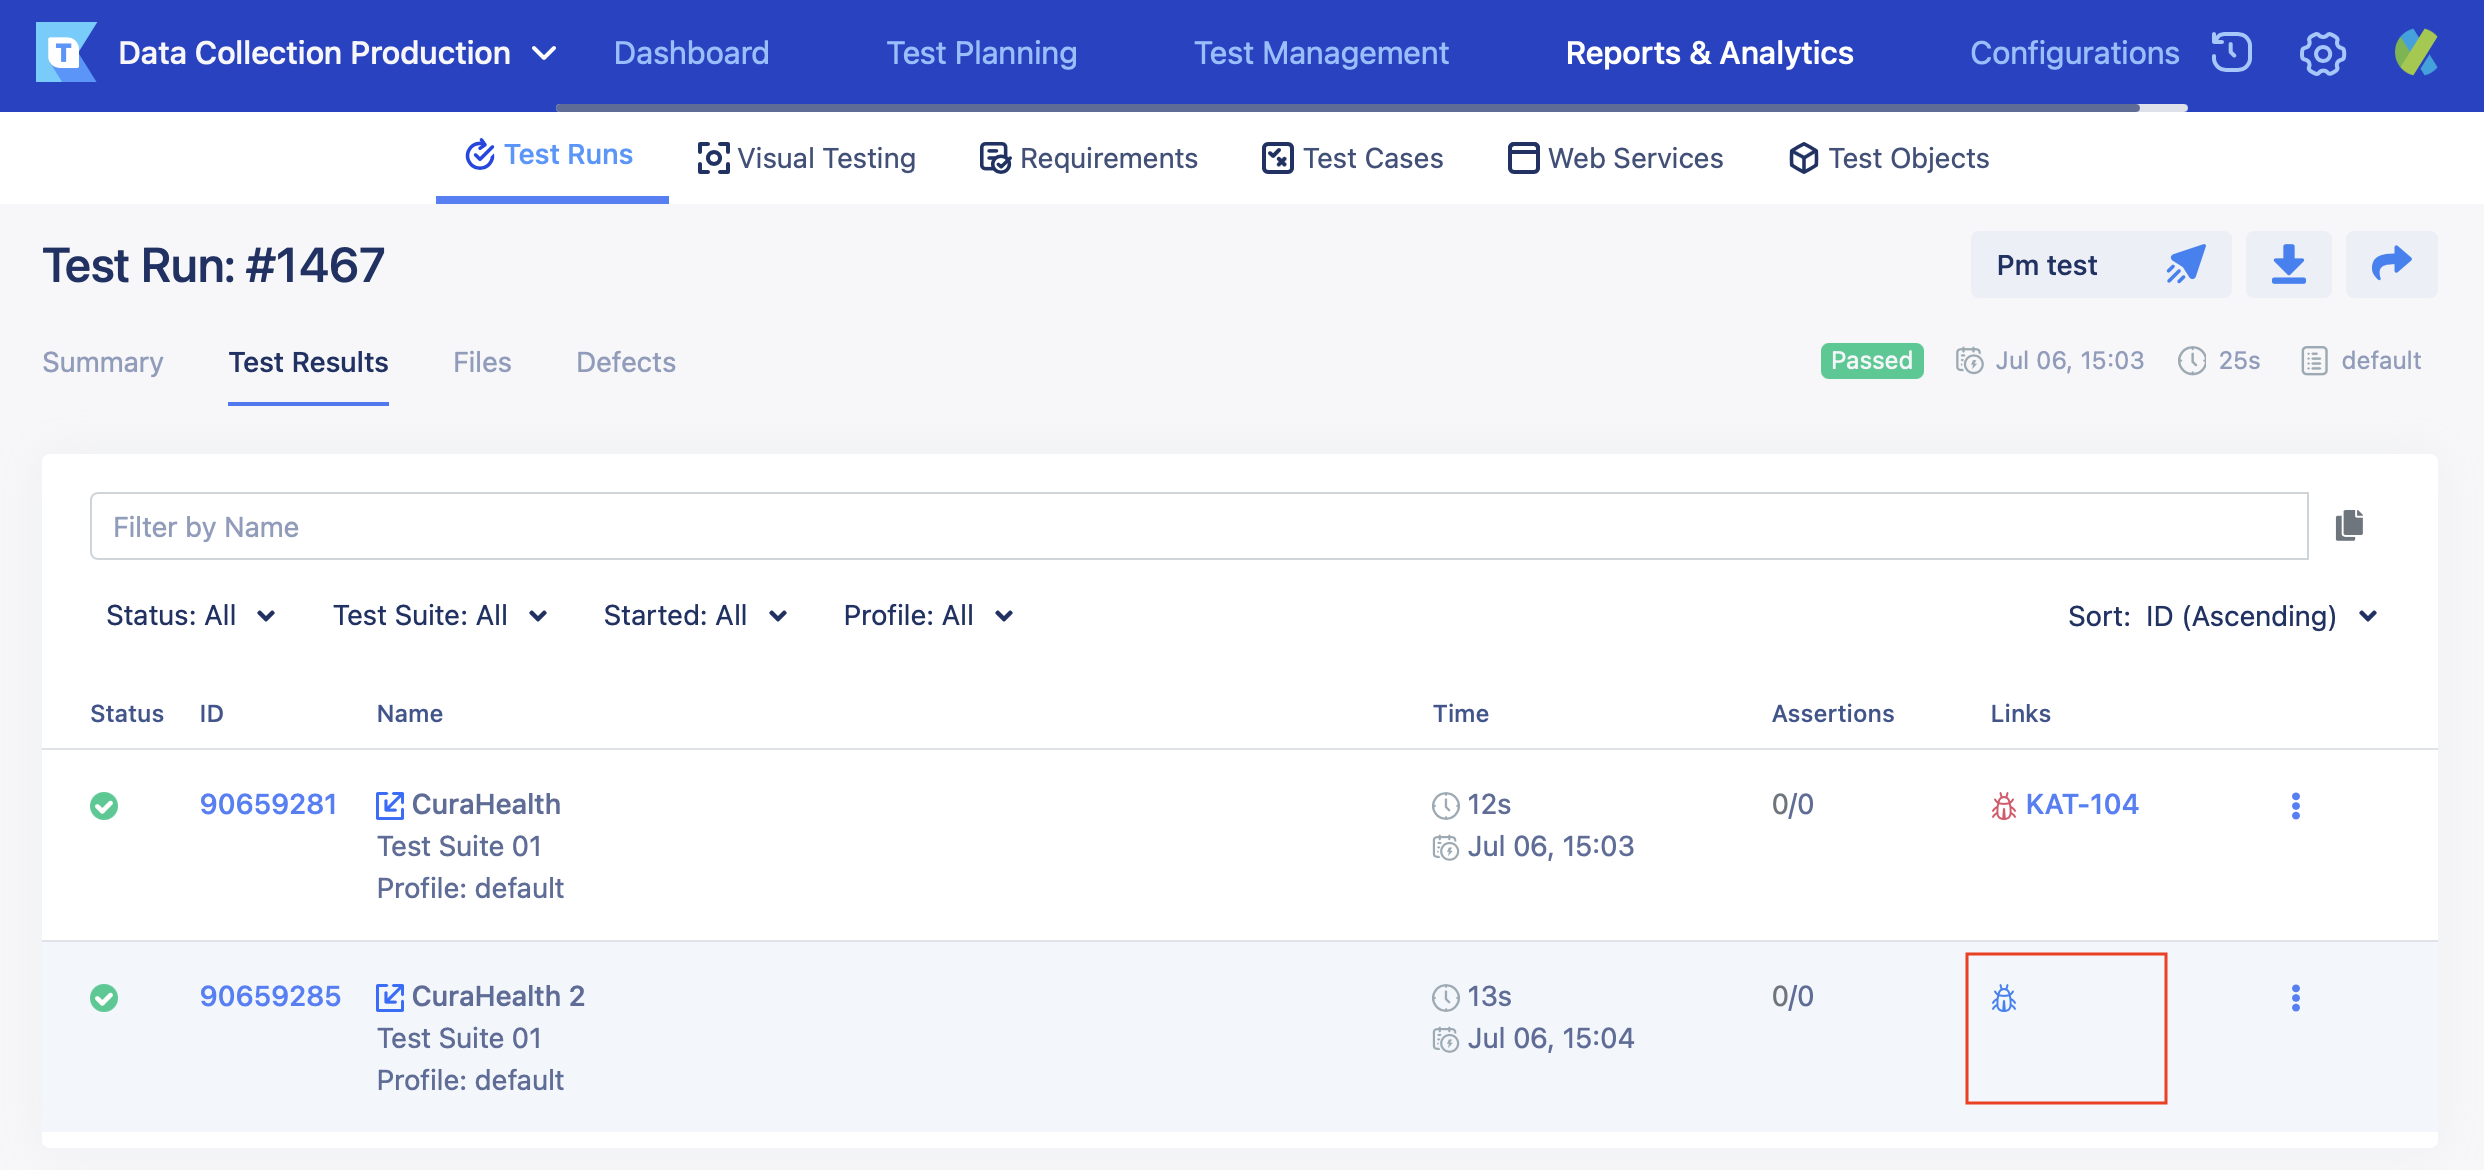 T
Data Collection Production
Dashboard
Test Planning
Test Management
Reports & Analytics
Configurations
Test Runs
Visual Testing
Requirements
Test Cases
Web Services
Test Objects
Test Run: #1467
Pm test
Summary
Test Results
Files
Defects
Passed
Jul 06, 15:03
25s
default
Filter by Name
Status: All
Test Suite: All
Started: All
Profile: All
Sort: ID (Ascending)
Status
ID
Name
Time
Assertions
Links
90659281
CuraHealth
12s
0/0
KAT-104
Test Suite 01
Jul 06, 15:03
Profile: default
90659285
CuraHealth 2
13s
0/0
Test Suite 01
Jul 06, 15:04
Profile: default